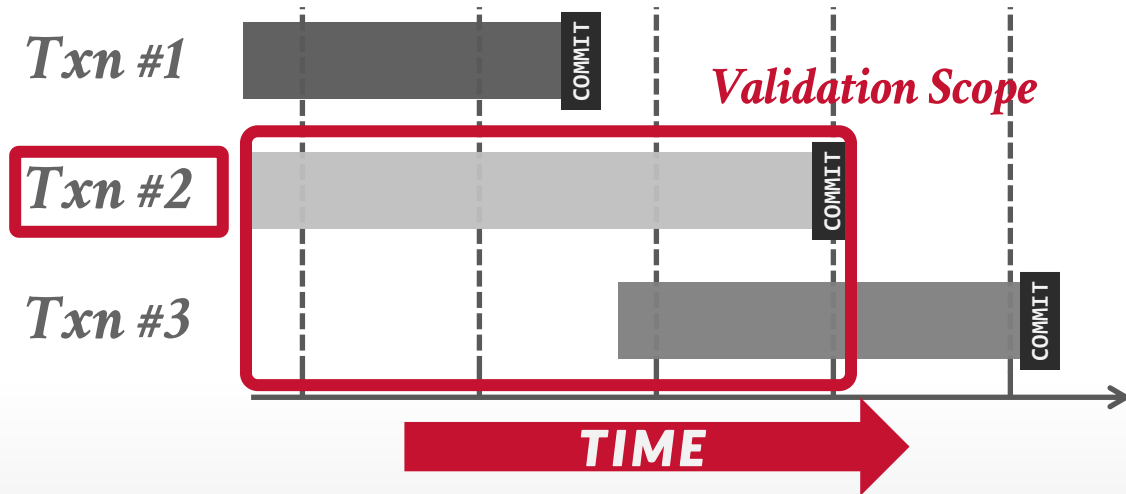 Txn #1
COMMIT
Validation Scope
Txn #2
COMMIT
Txn #3
COMMIT
TIME